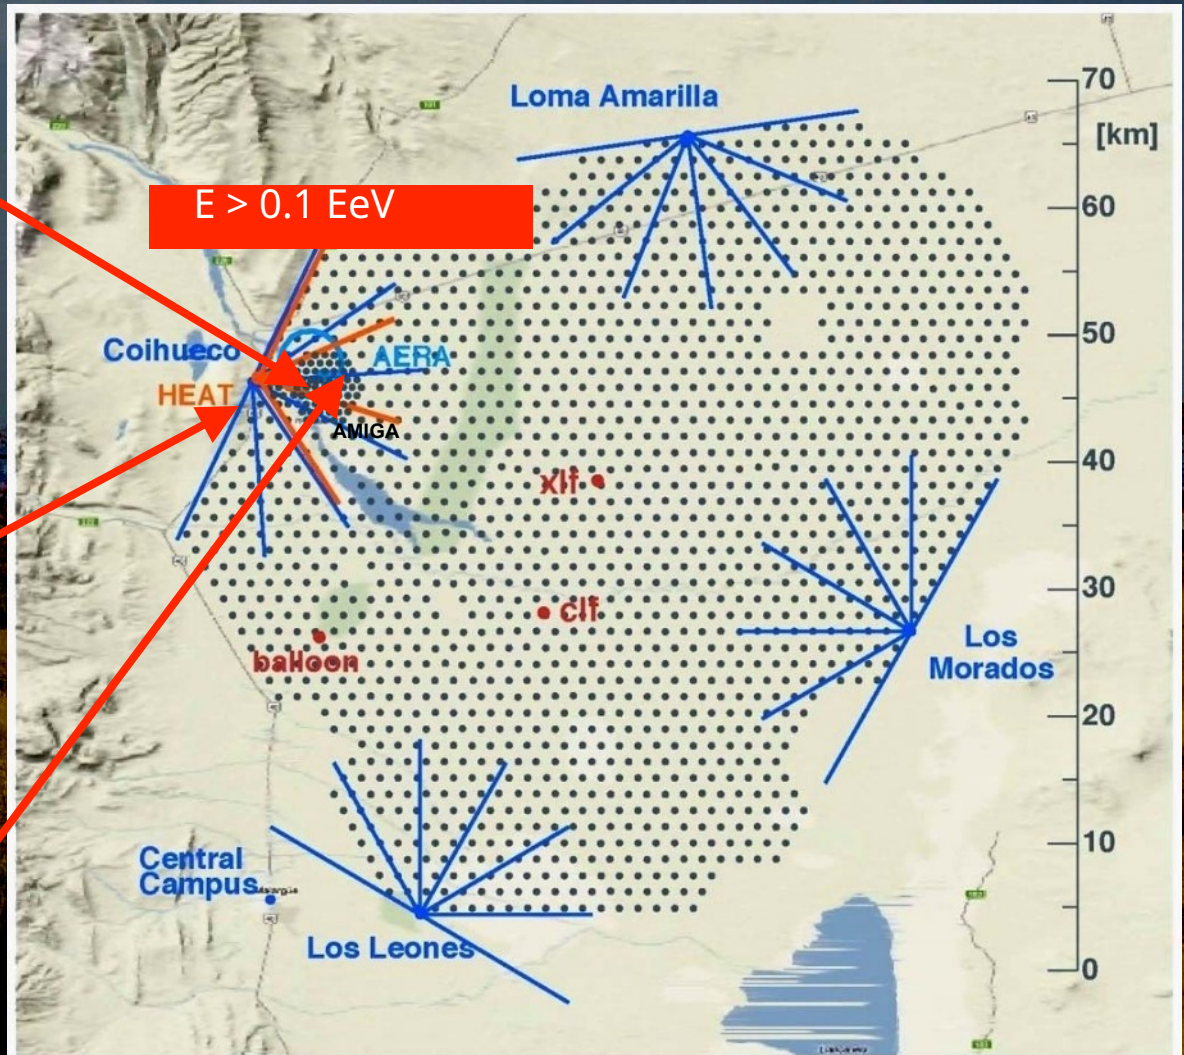 Loma Amarilla
70
[km]
E > 0.1 EeV
60
50
Coihueco
AERA
HEAT
AMIGA
40
xlf
30
clf
Los
Morados
balloon
20
10
Central
Campus
Malargüe
Los Leones
0